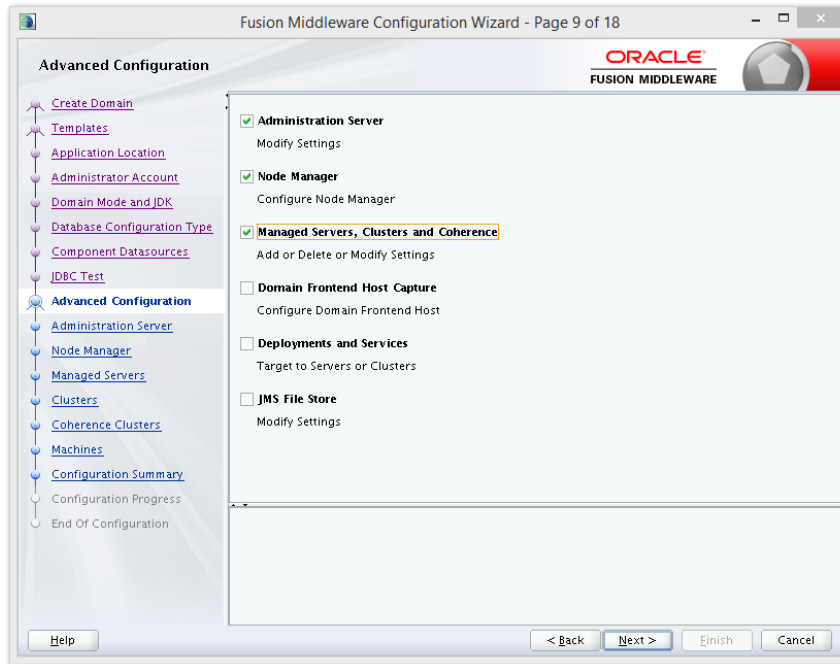 Fusion Middleware Configuration Wizard - Page 9 of 18
Advanced Configuration
ORACLE
FUSION MIDDLEWARE
Create Domain
Templates
Application Location
Administrator Account
Domain Mode and JDK
Database Configuration Type
Component Datasources
JDBC Test
Advanced Configuration
Administration Server
Node Manager
Managed Servers
Clusters
Coherence Clusters
Machines
Configuration Summary
Configuration Progress
End Of Configuration
Administration Server
Modify Settings
Node Manager
Configure Node Manager
Managed Servers, Clusters and Coherence
Add or Delete or Modify Settings
Domain Frontend Host Capture
Configure Domain Frontend Host
Deployments and Services
Target to Servers or Clusters
JMS File Store
Modify Settings
Help
< Back
Next >
Finish
Cancel